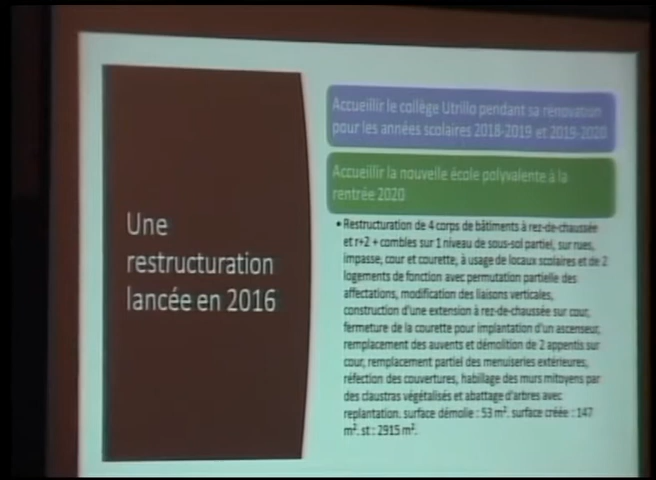 Une
restructuration
lancée en 2016
Accueillir le collège Utrillo pendant sa rénovation
pour les années scolaires 2018-2019 et 2019-2020
Accueillir la nouvelle école polyvalente à la
rentrée 2020
• Restructuration de 4 corps de bâtiments à rez-de-chaussée
et r+2 + combles sur 1 niveau de sous-sol partiel, sur rues,
impasse, cour et courette, à usage de locaux scolaires et de 2
logements de fonction avec permutation partielle des
affectations, modification des liaisons verticales,
construction d'une extension à rez-de-chaussée sur cour,
fermeture de la courette pour implantation d'un ascenseur,
remplacement des auvents et démolition de 2 appentis sur
cour, remplacement partiel des menuiseries extérieures,
réfection des couvertures, habillage des murs mitoyens par
des claustras végétalisés et abattage d'arbres avec
replantation. surface démolie : 53 m². surface créée : 147
m². st : 2915 m².